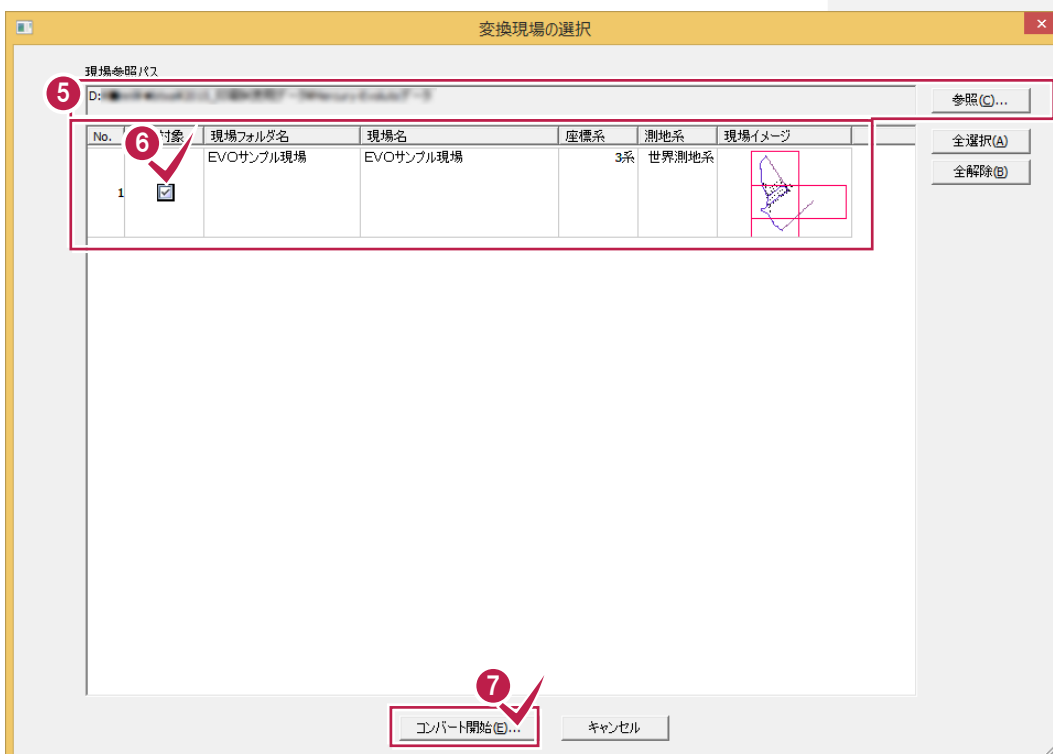 変換現場の選択
現場参照パス
5
D:
参照(C)...
No. 対象 現場フォルダ名 現場名 座標系 測地系 現場イメージ
全選択(A)
6
EVOサンプル現場 EVOサンプル現場 3系 世界測地系
全解除(B)
1
7
コンバート開始(E)... キャンセル